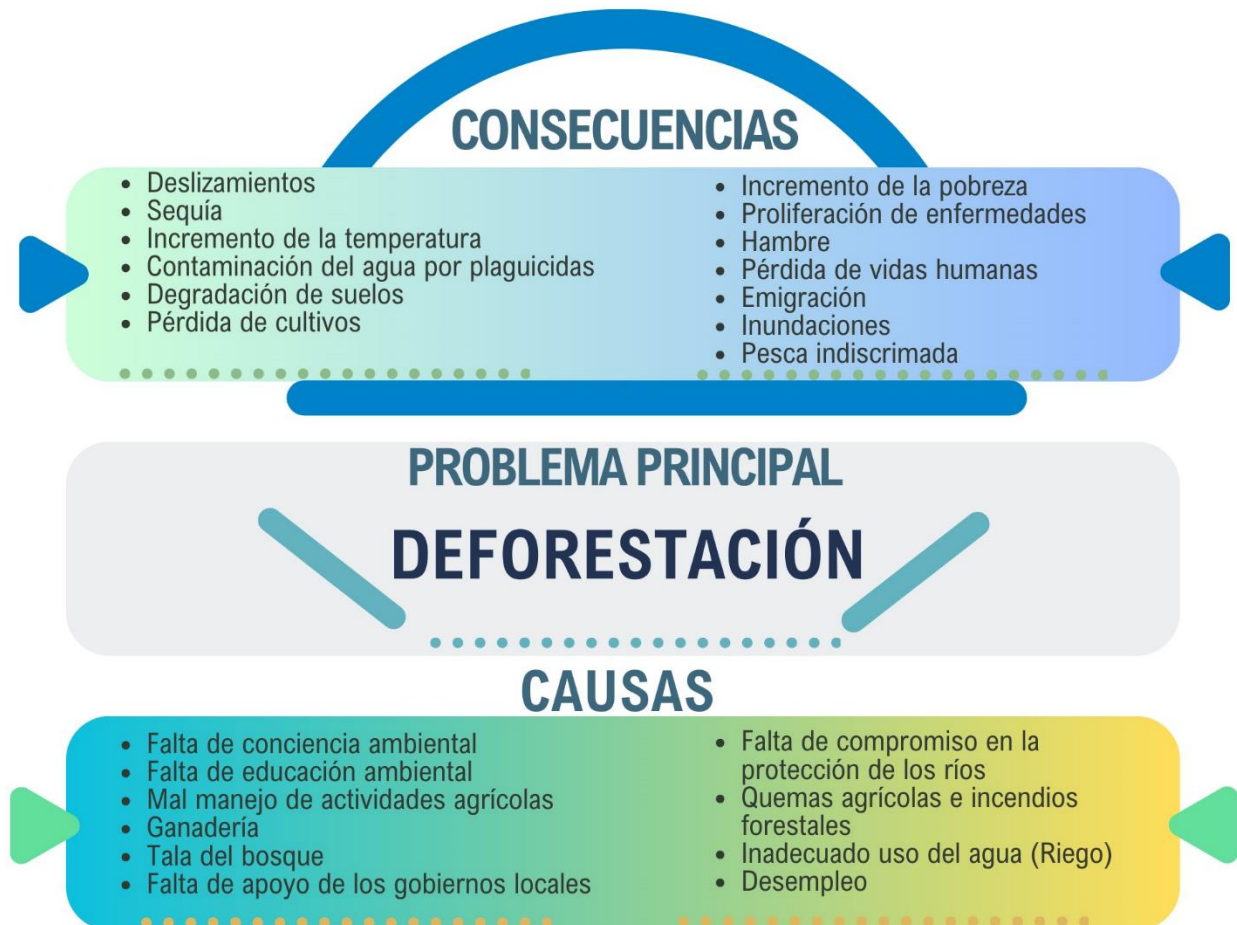 CONSECUENCIAS
• Deslizamientos
• Sequía
• Incremento de la temperatura
• Contaminación del agua por plaguicidas
• Degradación de suelos
• Pérdida de cultivos
• Incremento de la pobreza
• Proliferación de enfermedades
• Hambre
• Pérdida de vidas humanas
• Emigración
• Inundaciones
• Pesca indiscrimada
PROBLEMA PRINCIPAL
DEFORESTACIÓN
CAUSAS
• Falta de conciencia ambiental
• Falta de educación ambiental
• Mal manejo de actividades agrícolas
• Ganadería
• Tala del bosque
• Falta de apoyo de los gobiernos locales
• Falta de compromiso en la
protección de los ríos
• Quemas agrícolas e incendios
forestales
• Inadecuado uso del agua (Riego)
• Desempleo